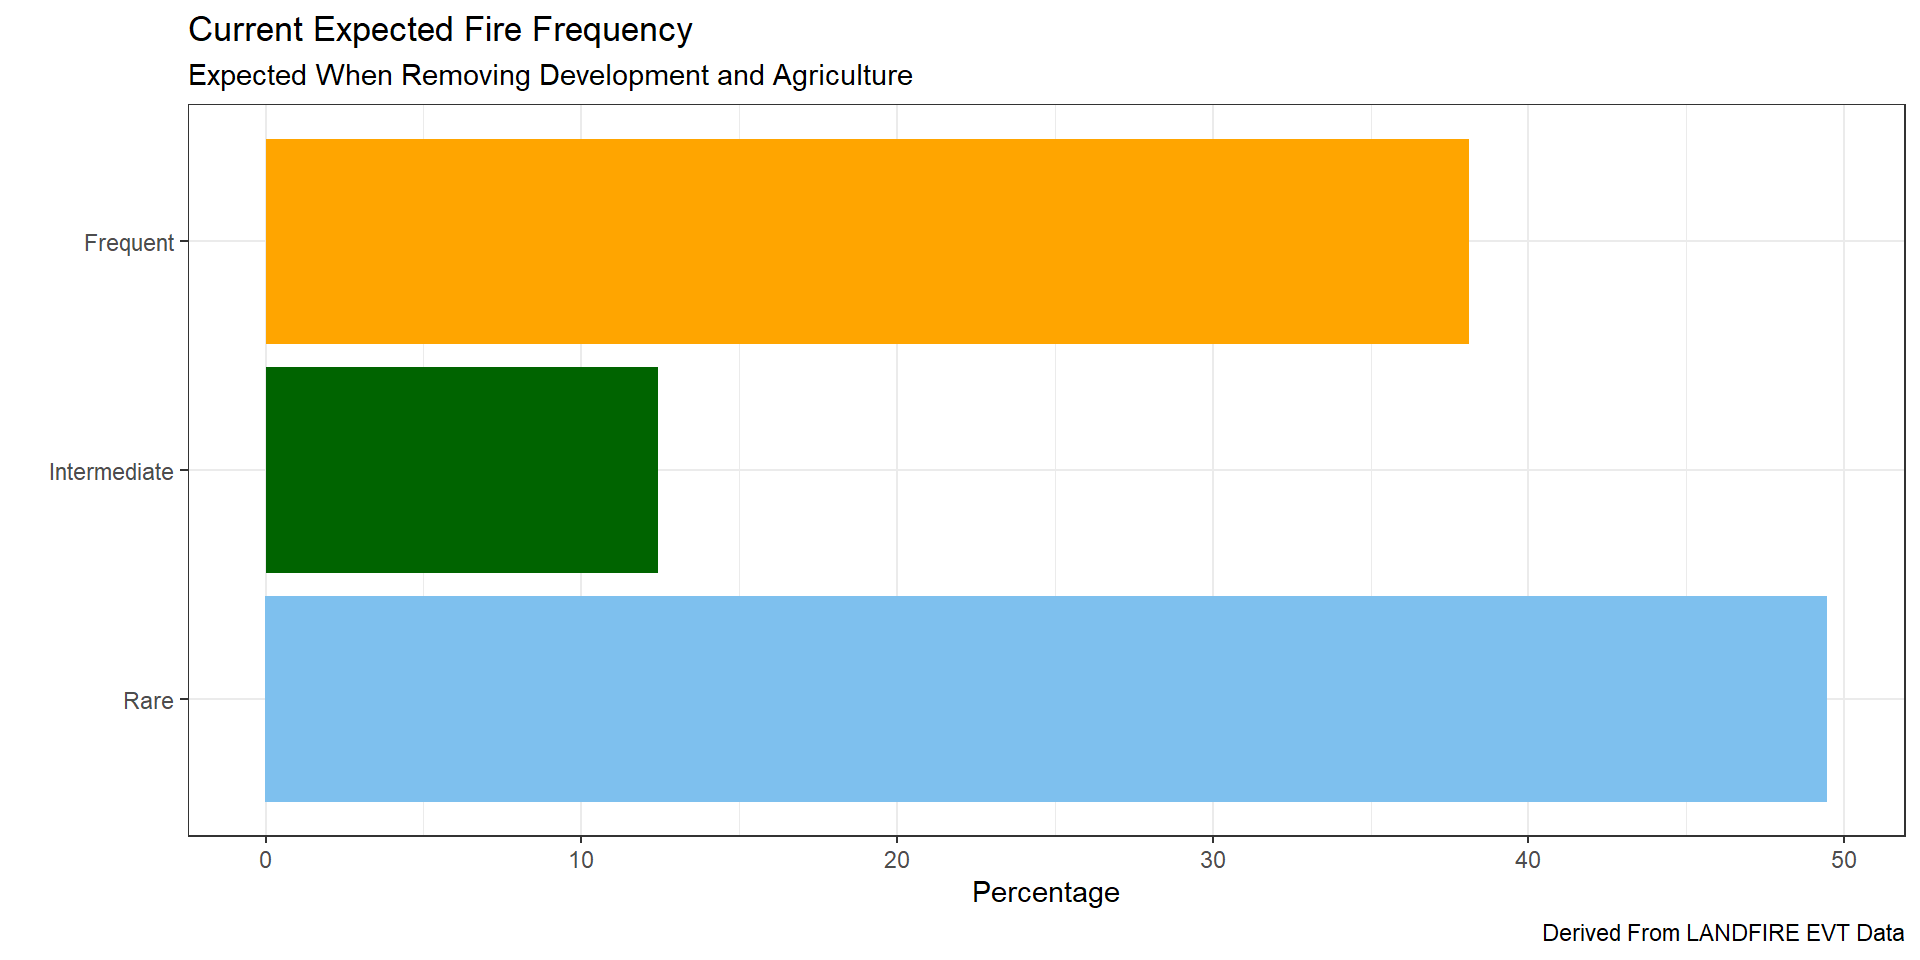 Current Expected Fire Frequency
Expected When Removing Development and Agriculture
Frequent
Intermediate
Rare
0 10 20 30 40 50
Percentage
Derived From LANDFIRE EVT Data